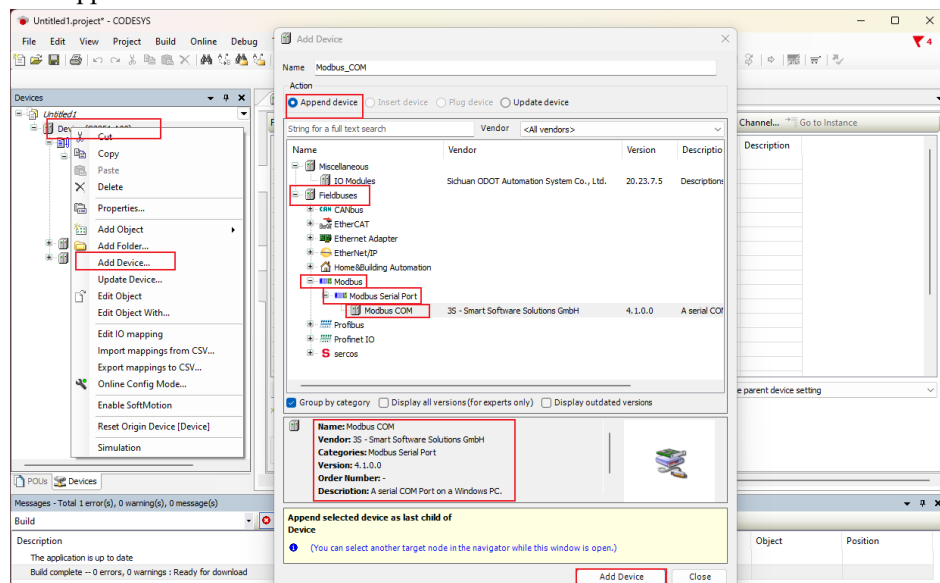 Untitled1.project* - CODESYS
File Edit View Project Build Online Debug
4
Devices
Untitled1
Cut
Copy
Paste
Delete
Properties...
Add Object
Add Folder...
Add Device...
Update Device...
Edit Object
Edit Object With...
Edit IO mapping
Import mappings from CSV...
Export mappings to CSV...
Online Config Mode...
Enable SoftMotion
Reset Origin Device [Device]
Simulation
POUs Devices
Add Device
Name Modbus_COM
Action
Append device Insert device Plug device Update device
String for a full text search Vendor <All vendors>
Name Vendor Version Descriptio
Miscellaneous
IO Modules Sichuan ODOT Automation System Co., Ltd. 20.23.7.5 Descriptions
Fieldbuses
CAN CANbus
EtherCAT
Ethernet Adapter
EtherNet/IP
Home&Building Automation
Modbus
Modbus Serial Port
Modbus COM 3S - Smart Software Solutions GmbH 4.1.0.0 A serial COM
Profibus
Profinet IO
sercos
Group by category Display all versions (for experts only) Display outdated versions
Name: Modbus COM
Vendor: 3S - Smart Software Solutions GmbH
Categories: Modbus Serial Port
Version: 4.1.0.0
Order Number: -
Description: A serial COM Port on a Windows PC.
Append selected device as last child of
Device
(You can select another target node in the navigator while this window is open.)
Add Device Close
Channel... Go to Instance
Description
e parent device setting
Messages - Total 1 error(s), 0 warning(s), 0 message(s)
Build
Description Object Position
The application is up to date
Build complete -- 0 errors, 0 warnings : Ready for download